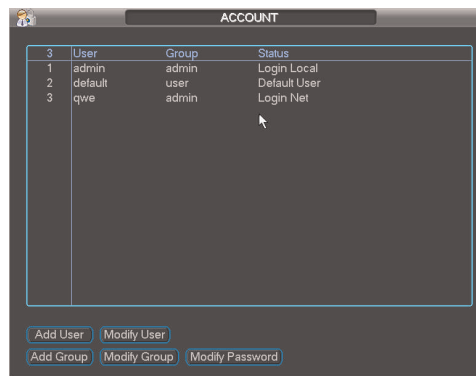 ACCOUNT
3 User Group Status
1 admin admin Login Local
2 default user Default User
3 qwe admin Login Net
Add User Modify User
Add Group Modify Group Modify Password